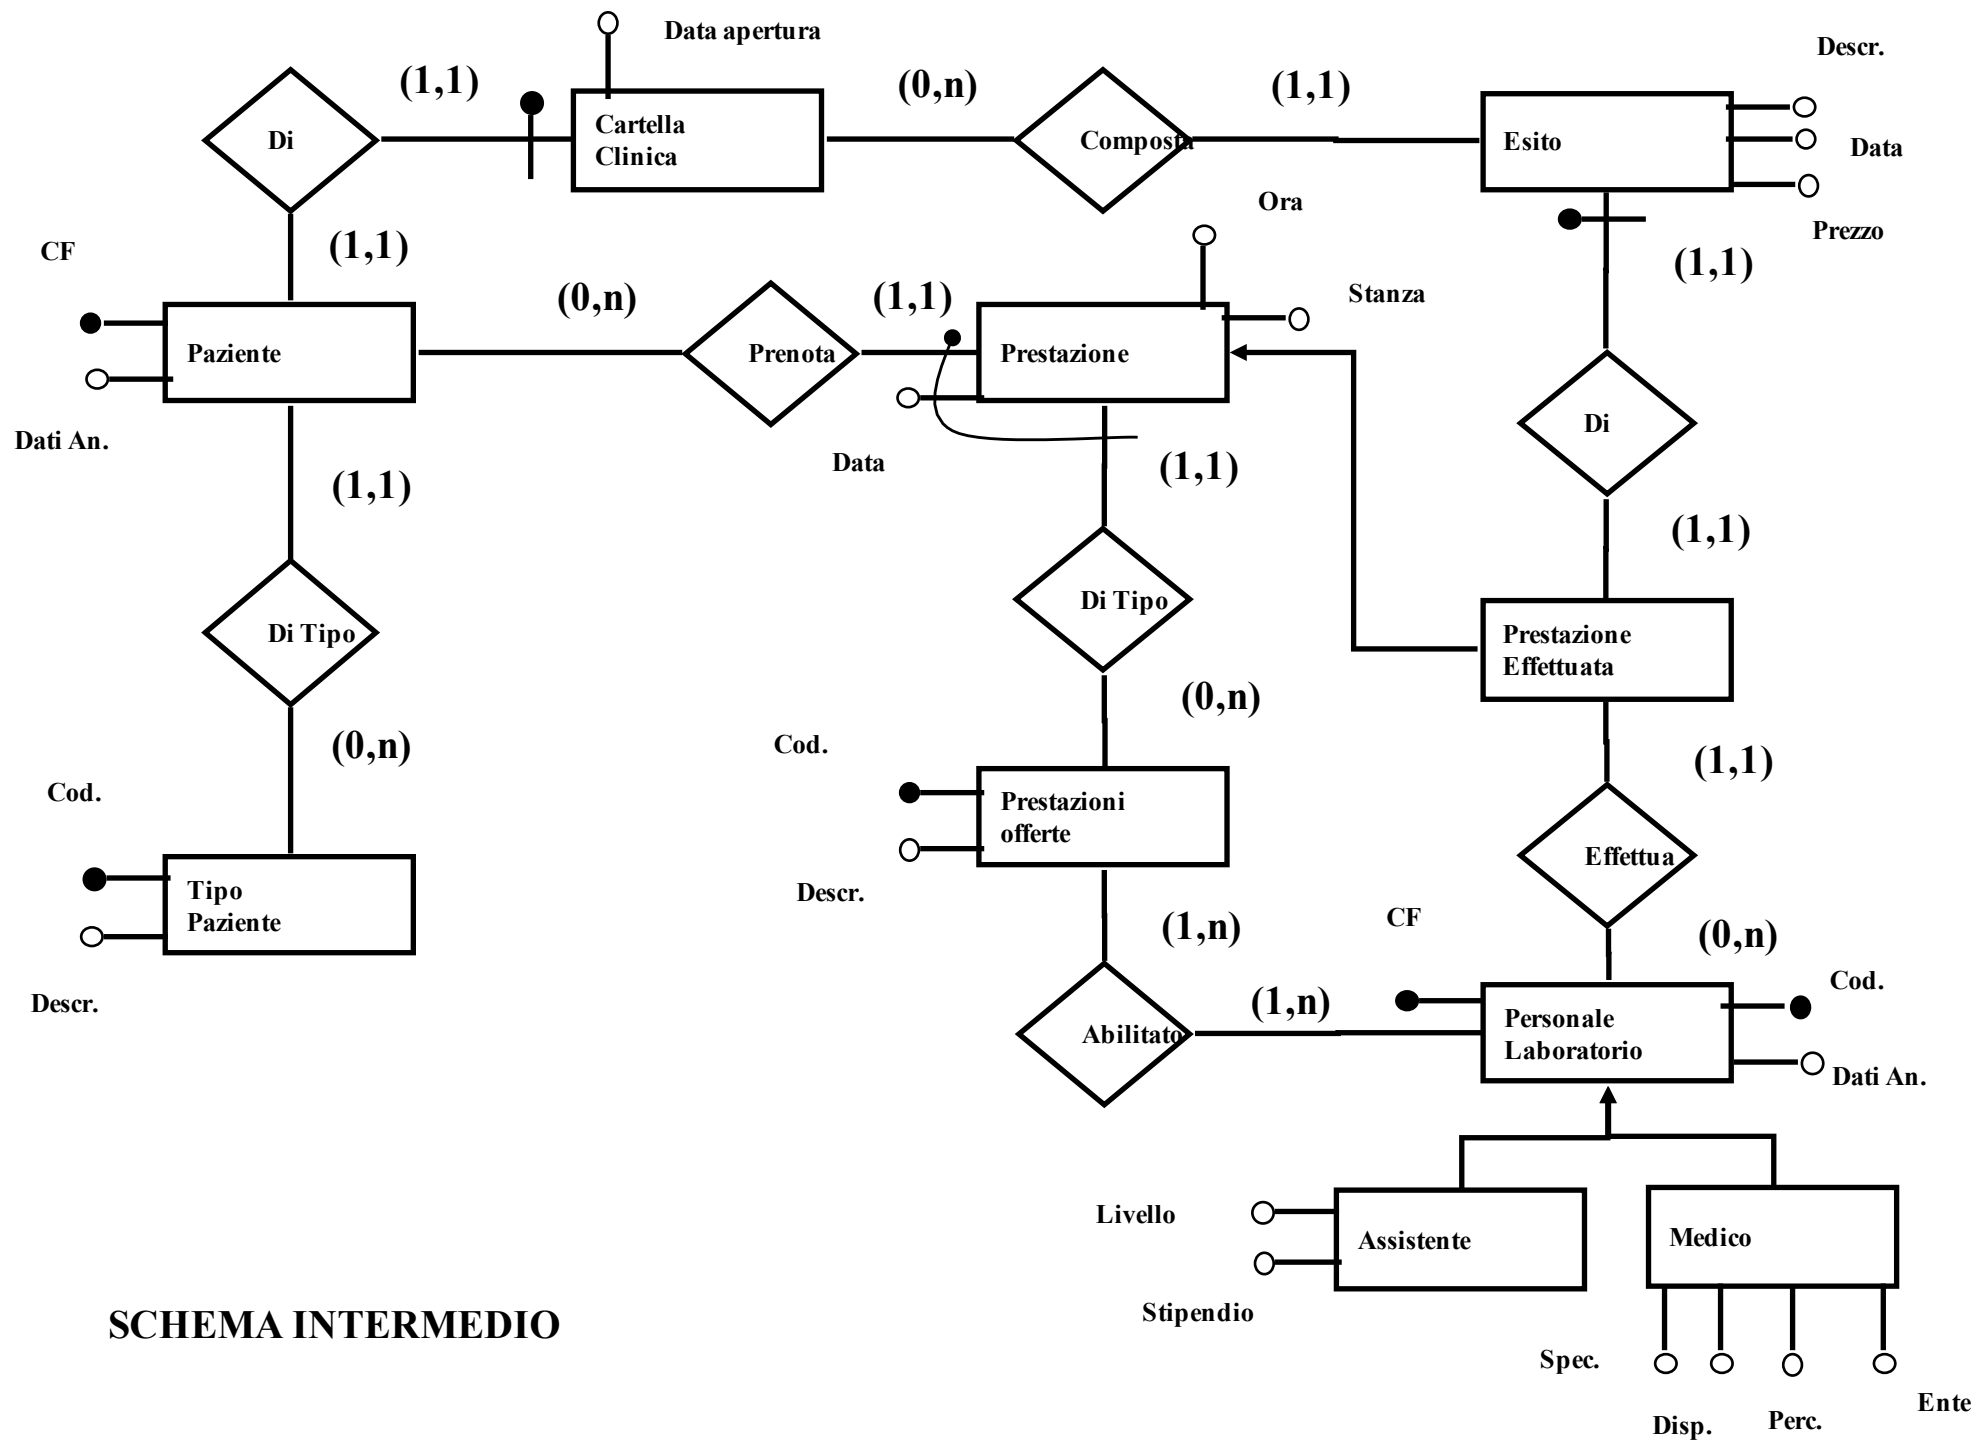 Data apertura
Descr.
(1,1)
(0,n)
(1,1)
Di
Cartella
Clinica
Composta
Esito
Data
Ora
CF
(1,1)
Prezzo
(1,1)
(0,n)
(1,1)
Stanza
Paziente
Prenota
Prestazione
Di
Dati An.
Data
(1,1)
(1,1)
(1,1)
Di Tipo
Di Tipo
Prestazione
Effettuata
(0,n)
(0,n)
Cod.
(1,1)
Cod.
Prestazioni
offerte
Effettua
Tipo
Paziente
Descr.
CF
(1,n)
(0,n)
Descr.
Cod.
(1,n)
Abilitato
Personale
Laboratorio
Dati An.
Livello
Assistente
Medico
Stipendio
SCHEMA INTERMEDIO
Spec.
Ente
Disp.
Perc.